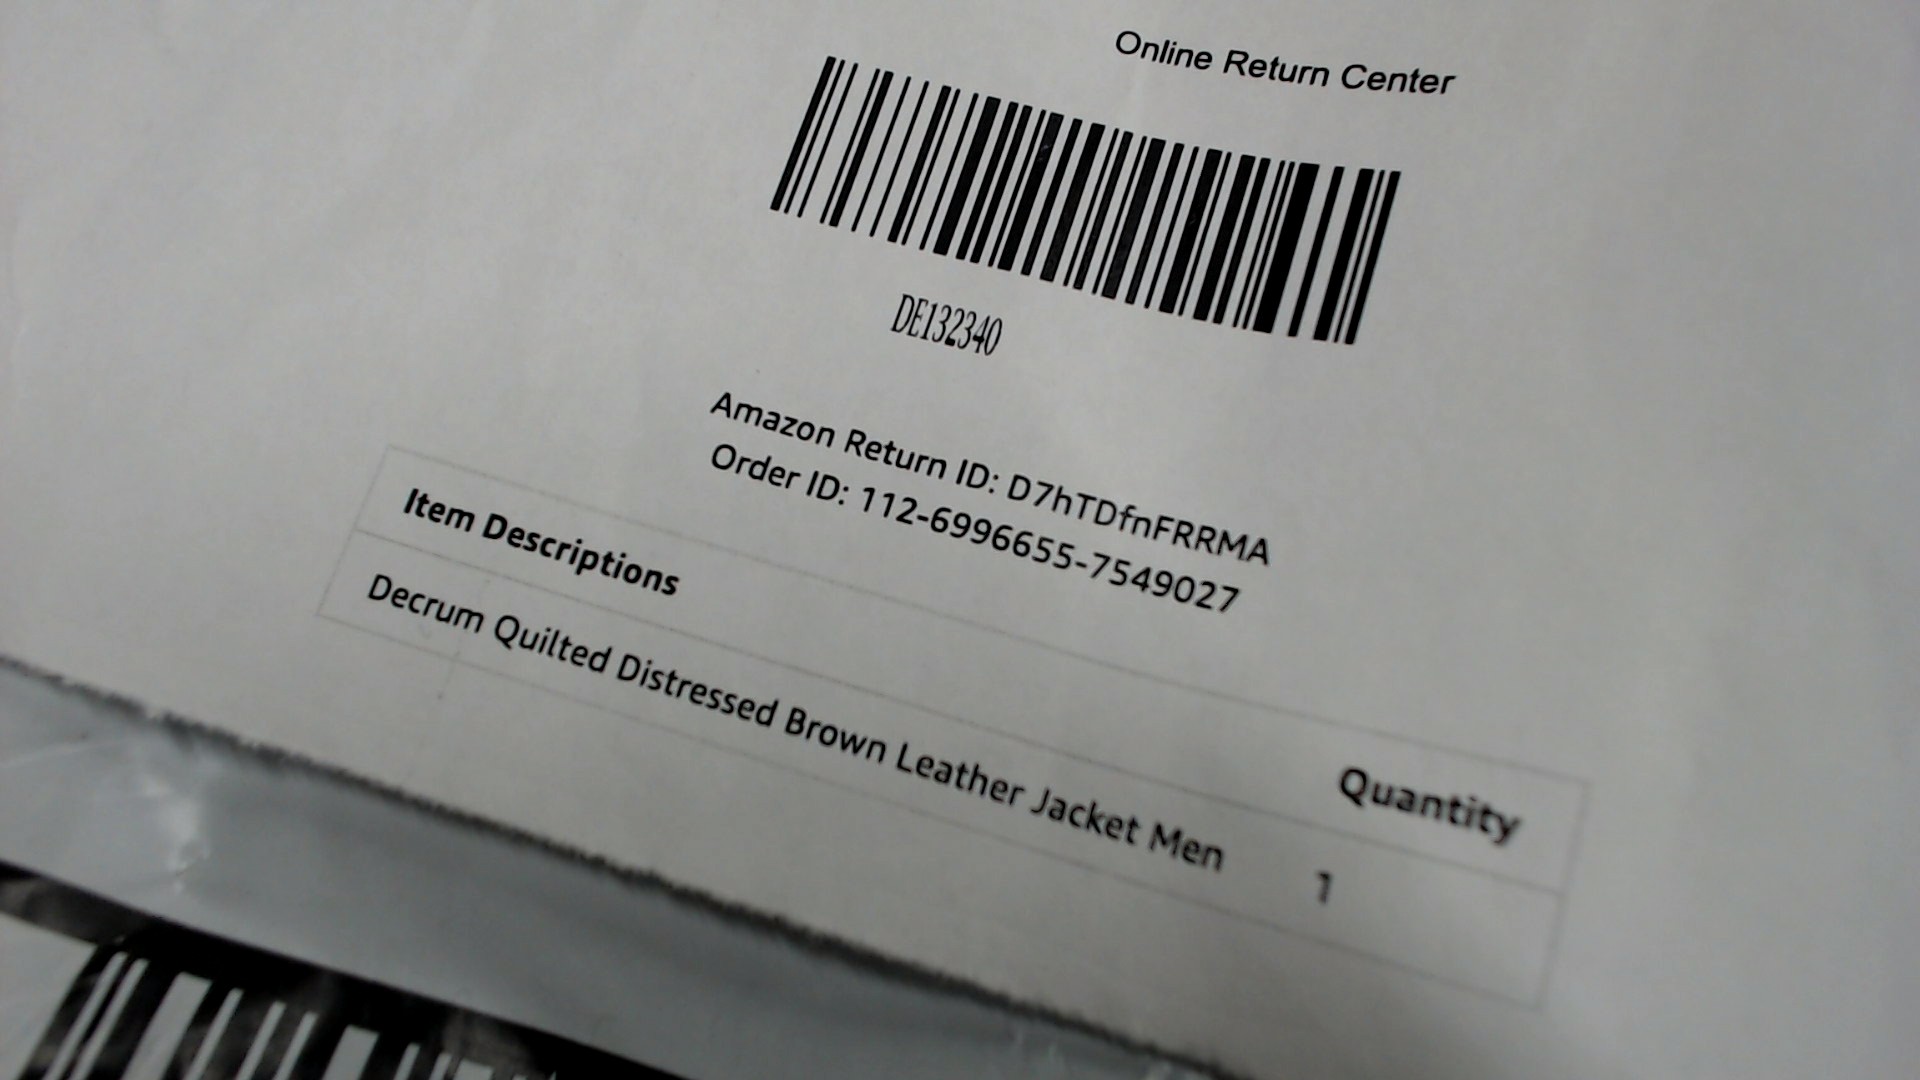 Online Return Center
DE132340
Amazon Return ID: D7hTDfnFRRMA
Order ID: 112-6996655-7549027
Item Descriptions Quantity
Decrum Quilted Distressed Brown Leather Jacket Men 1